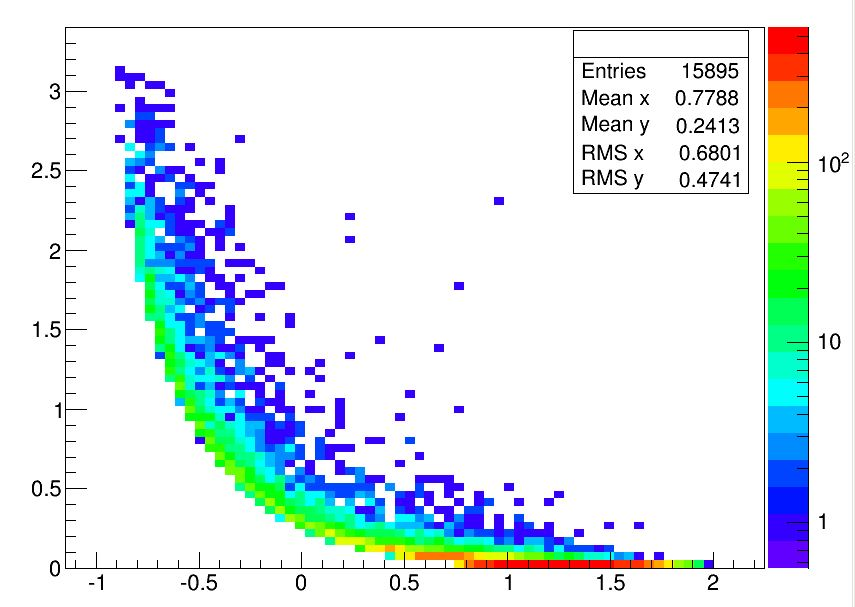 Entries 15895
Mean x 0.7788
Mean y 0.2413
RMS x 0.6801
RMS y 0.4741
3
2.5
2
1.5
1
0.5
0
-1 -0.5 0 0.5 1 1.5 2
10²
10
1